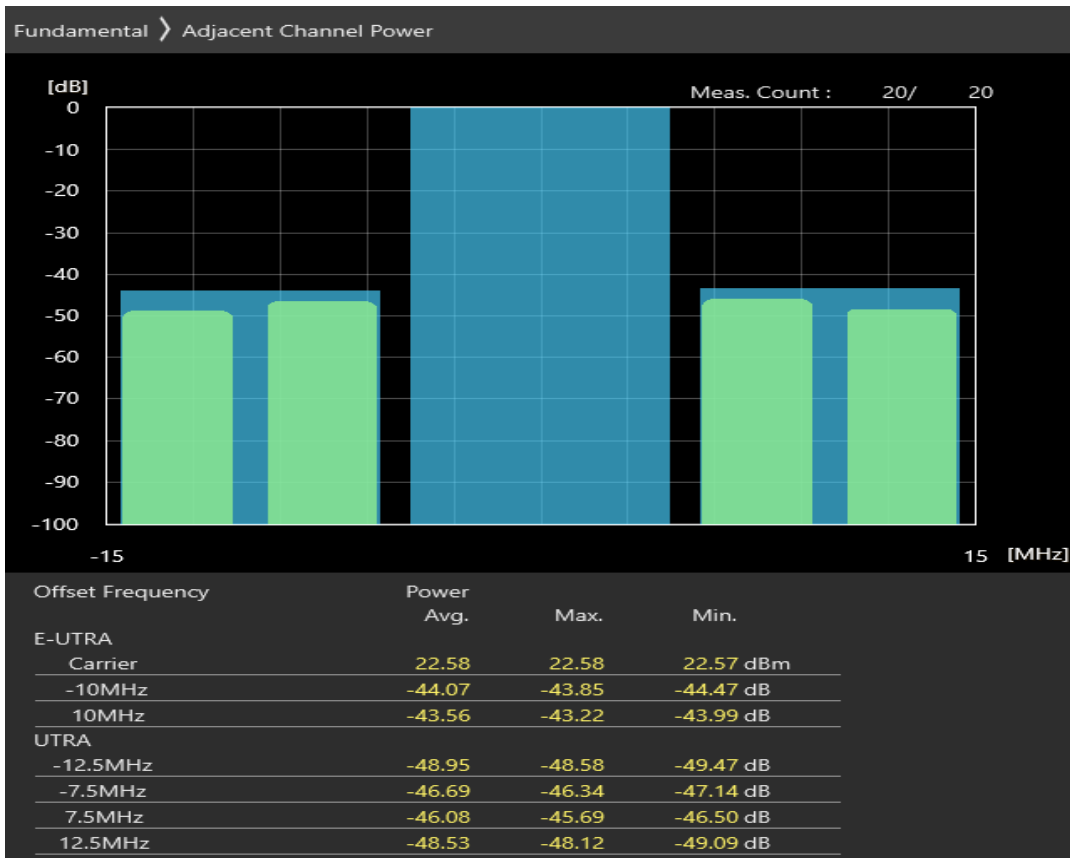 Fundamental 〉 Adjacent Channel Power
[dB]
Meas. Count : 20/ 20
0
-10
-20
-30
-40
-50
-60
-70
-80
-90
-100
-15 15 [MHz]
Offset Frequency Power
Avg. Max. Min.
E-UTRA
Carrier 22.58 22.58 22.57 dBm
-10MHz -44.07 -43.85 -44.47 dB
10MHz -43.56 -43.22 -43.99 dB
UTRA
-12.5MHz -48.95 -48.58 -49.47 dB
-7.5MHz -46.69 -46.34 -47.14 dB
7.5MHz -46.08 -45.69 -46.50 dB
12.5MHz -48.53 -48.12 -49.09 dB